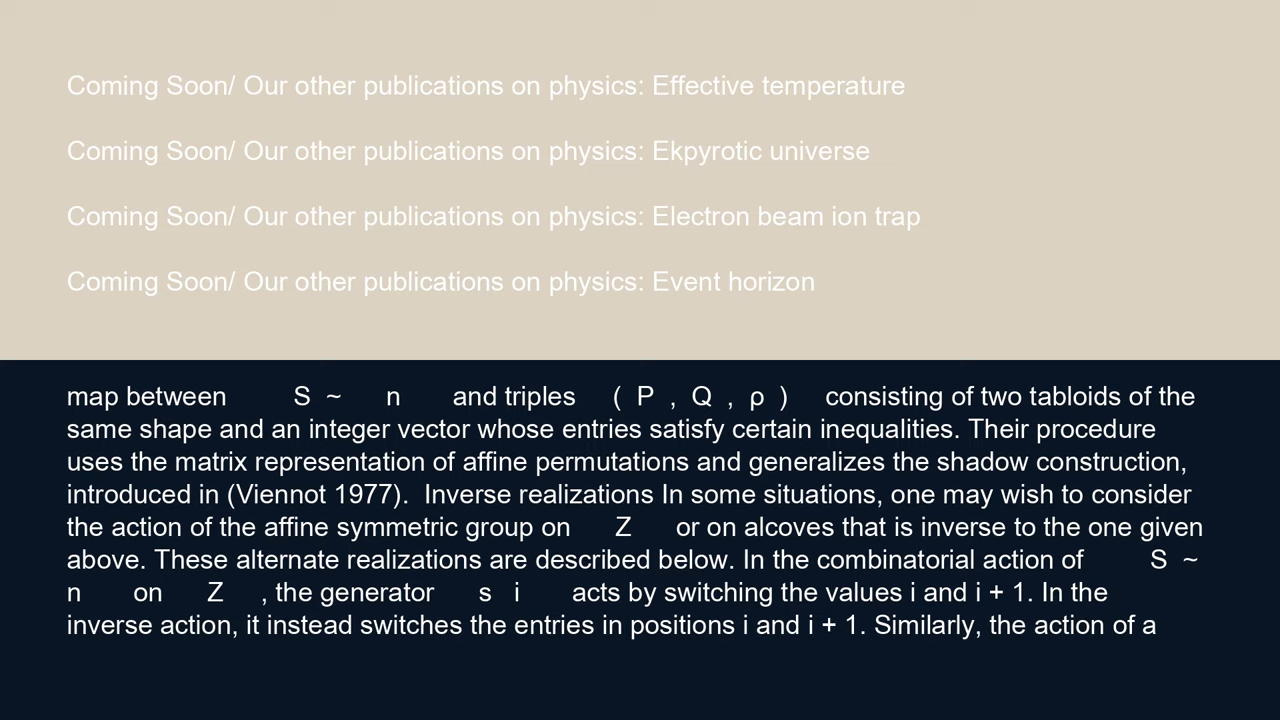 Coming Soon/ Our other publications on physics: Effective temperature
Coming Soon/ Our other publications on physics: Ekpyrotic universe
Coming Soon/ Our other publications on physics: Electron beam ion trap
Coming Soon/ Our other publications on physics: Event horizon
map between S ~ n and triples ( P , Q , ρ ) consisting of two tabloids of the
same shape and an integer vector whose entries satisfy certain inequalities. Their procedure
uses the matrix representation of affine permutations and generalizes the shadow construction,
introduced in (Viennot 1977). Inverse realizations In some situations, one may wish to consider
the action of the affine symmetric group on Z or on alcoves that is inverse to the one given
above. These alternate realizations are described below. In the combinatorial action of S ~
n on Z , the generator s i acts by switching the values i and i + 1. In the
inverse action, it instead switches the entries in positions i and i + 1. Similarly, the action of a